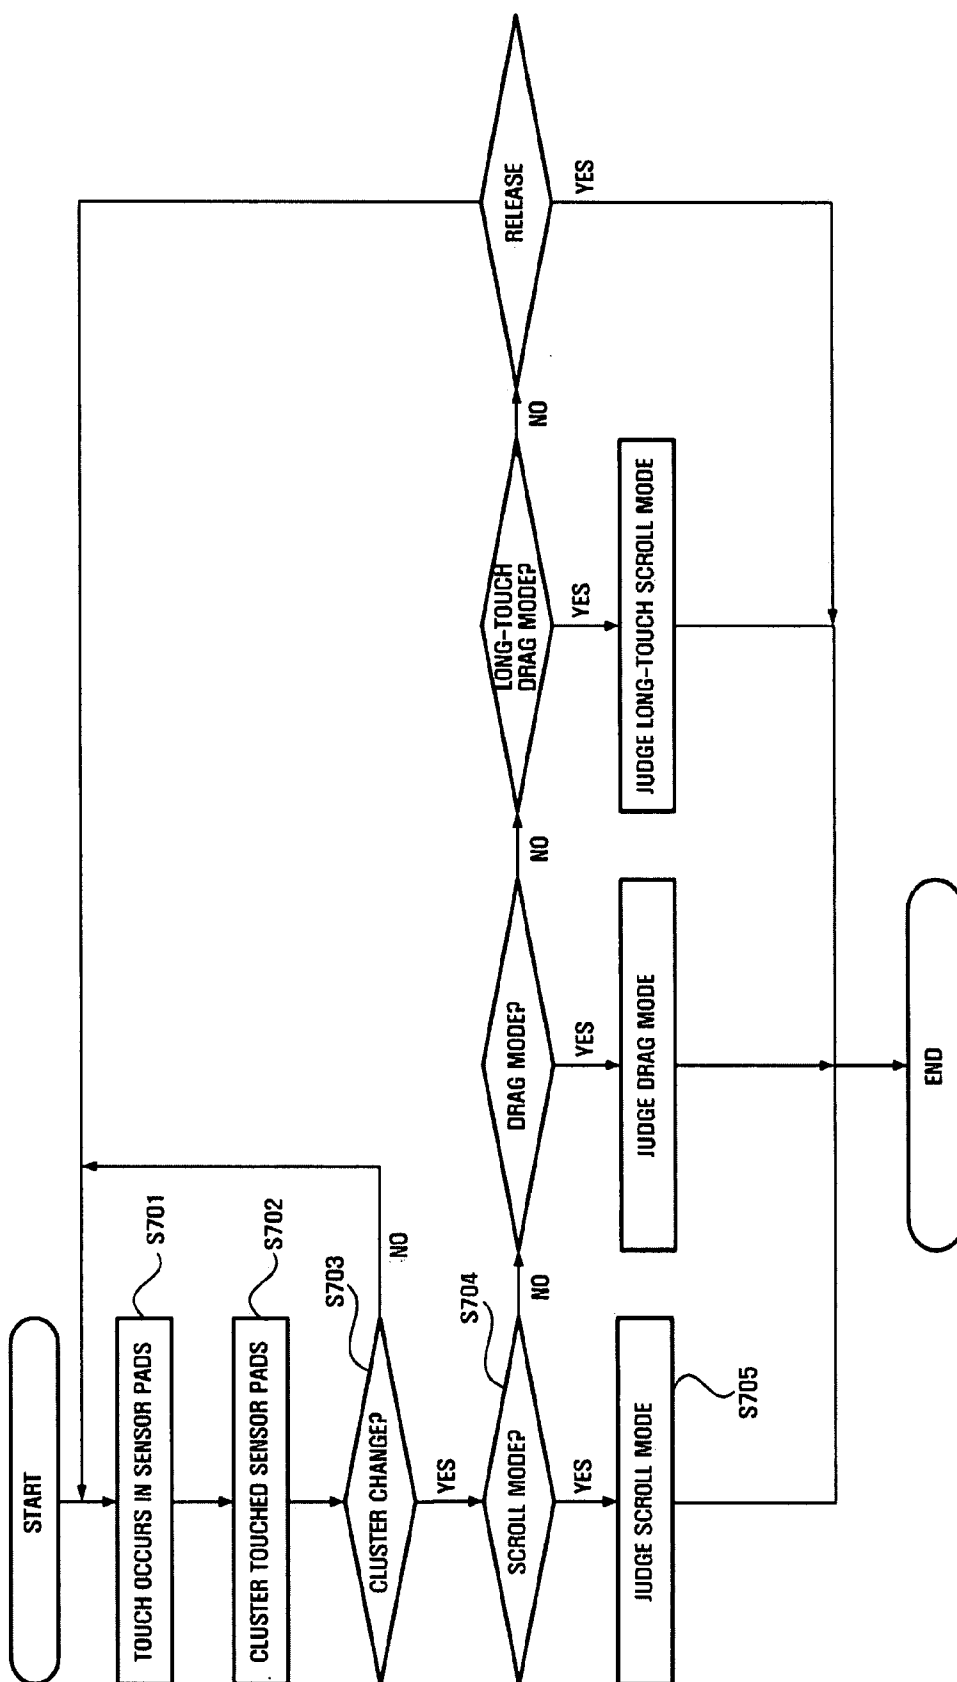 START
TOUCH OCCURS IN SENSOR PADS
S701
CLUSTER TOUCHED SENSOR PADS
S702
CLUSTER CHANGE?
S703
NO
YES
SCROLL MODE?
S704
NO
YES
JUDGE SCROLL MODE
S705
DRAG MODE?
NO
YES
JUDGE DRAG MODE
LONG-TOUCH
DRAG MODE?
NO
YES
JUDGE LONG-TOUCH SCROLL MODE
RELEASE
YES
END